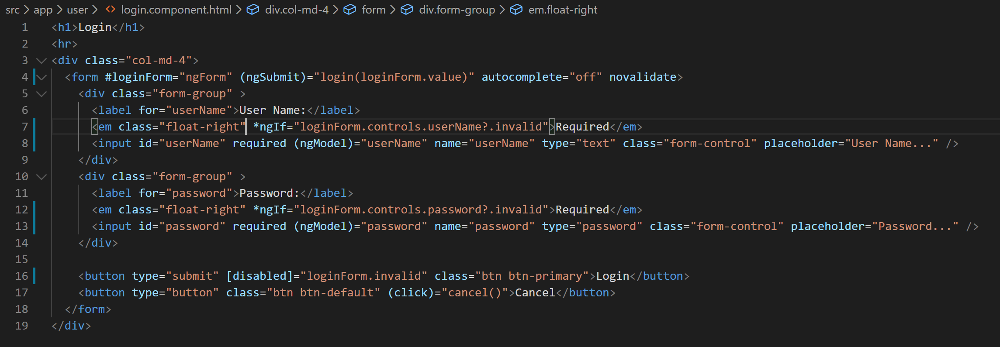 src > app > user > <> login.component.html > div.col-md-4 > form > div.form-group > em.float-right
1 <h1>Login</h1>
2 <hr>
3 <div class="col-md-4">
4 <form #loginForm="ngForm" (ngSubmit)="login(loginForm.value)" autocomplete="off" novalidate>
5 <div class="form-group" >
6 <label for="userName">User Name:</label>
7 <em class="float-right" *ngIf="loginForm.controls.userName?.invalid">Required</em>
8 <input id="userName" required (ngModel)="userName" name="userName" type="text" class="form-control" placeholder="User Name..." />
9 </div>
10 <div class="form-group" >
11 <label for="password">Password:</label>
12 <em class="float-right" *ngIf="loginForm.controls.password?.invalid">Required</em>
13 <input id="password" required (ngModel)="password" name="password" type="password" class="form-control" placeholder="Password..." />
14 </div>
15
16 <button type="submit" [disabled]="loginForm.invalid" class="btn btn-primary">Login</button>
17 <button type="button" class="btn btn-default" (click)="cancel()">Cancel</button>
18 </form>
19 </div>